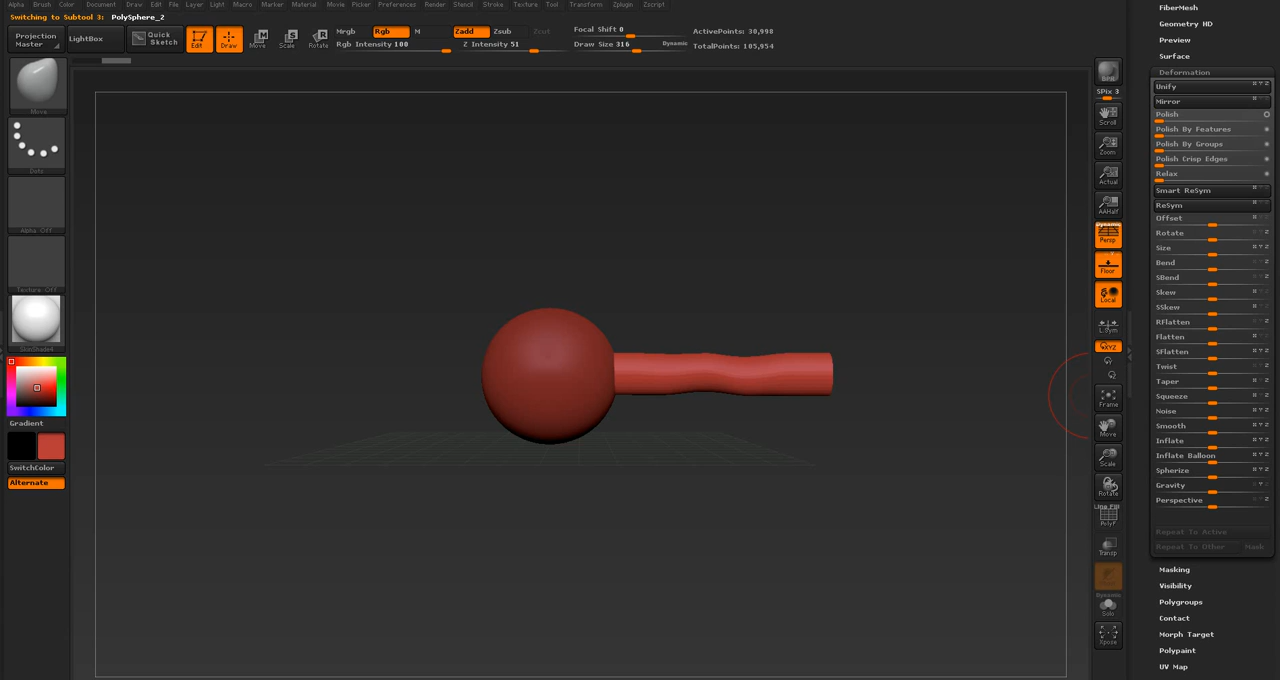 Alpha Brush Color Document Draw Edit File Layer Light Macro Marker Material Movie Picker Preferences Render Stencil Stroke Texture Tool Transform Zplugin Zscript
Switching to Subtool 3: PolySphere_2
Projection Master
LightBox
Quick Sketch
Edit
Draw
Move
Scale
Rotate
Mrgb
Rgb
M
Rgb Intensity 100
Zadd
Zsub
Zcut
Z Intensity 51
Focal Shift 0
Draw Size 316
Dynamic
ActivePoints: 30,998
TotalPoints: 105,954
Move
Dots
Alpha Off
Texture Off
SkinShade4
Gradient
SwitchColor
Alternate
BPR
SPix 3
Scroll
Zoom
Actual
AAHalf
Dynamic
Persp
Floor
Local
L.Sym
XYZ
Frame
Move
Scale
Rotate
Line Fill
PolyF
Transp
Dynamic
Solo
Xpose
FiberMesh
Geometry HD
Preview
Surface
Deformation
Unify
Mirror
Polish
Polish By Features
Polish By Groups
Polish Crisp Edges
Relax
Smart ReSym
ReSym
Offset
Rotate
Size
Bend
SBend
Skew
SSkew
RFlatten
Flatten
SFlatten
Twist
Taper
Squeeze
Noise
Smooth
Inflate
Inflate Balloon
Spherize
Gravity
Perspective
Repeat To Active
Repeat To Other Mask
Masking
Visibility
Polygroups
Contact
Morph Target
Polypaint
UV Map